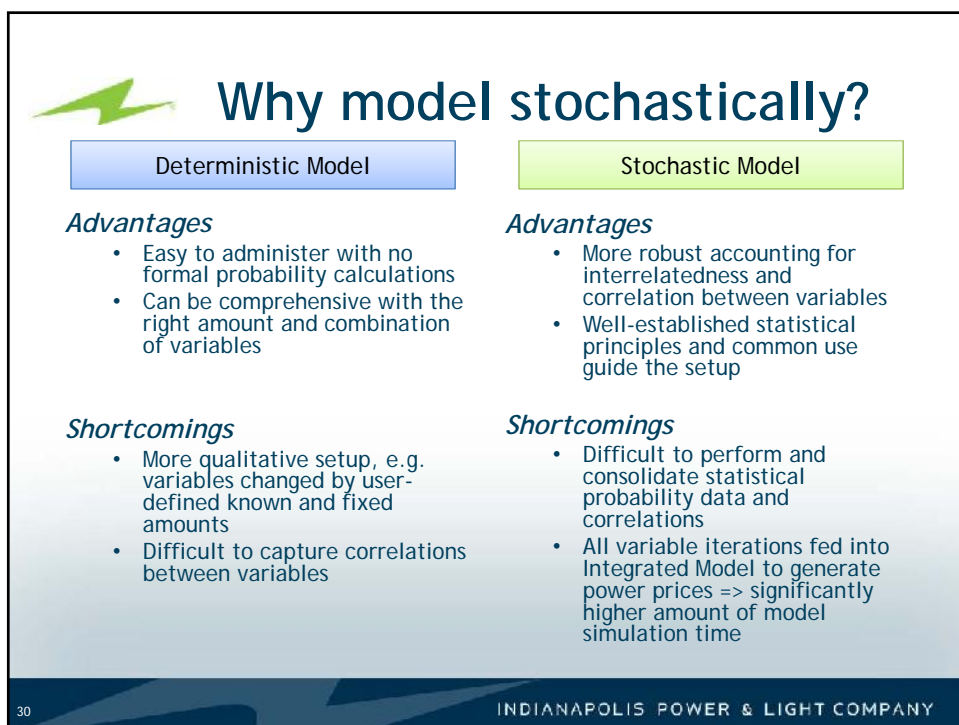 Why model stochastically?
Deterministic Model
Advantages
• Easy to administer with no
formal probability calculations
• Can be comprehensive with the
right amount and combination
of variables
Shortcomings
• More qualitative setup, e.g.
variables changed by user-
defined known and fixed
amounts
• Difficult to capture correlations
between variables
Stochastic Model
Advantages
• More robust accounting for
interrelatedness and
correlation between variables
• Well-established statistical
principles and common use
guide the setup
Shortcomings
• Difficult to perform and
consolidate statistical
probability data and
correlations
• All variable iterations fed into
Integrated Model to generate
power prices => significantly
higher amount of model
simulation time
30
INDIANAPOLIS POWER & LIGHT COMPANY